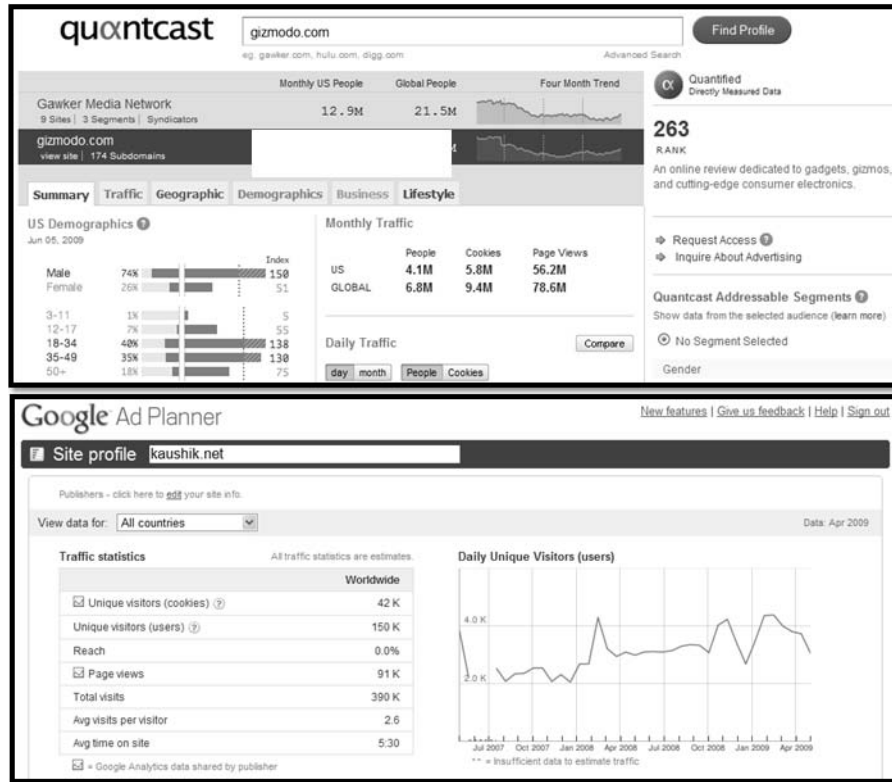 quantcast
gizmodo.com
Find Profile
eg. gawker.com, hulu.com, digg.com
Advanced Search
Monthly US People Global People Four Month Trend
Gawker Media Network
9 Sites | 3 Segments | Syndicators
12.9M 21.5M
gizmodo.com
view site | 174 Subdomains
Summary Traffic Geographic Demographics Business Lifestyle
US Demographics ?
Jun 05, 2009
Index
Male 74% 150
Female 26% 51
3-11 1% 5
12-17 7% 55
18-34 40% 138
35-49 35% 130
50+ 18% 75
Monthly Traffic
People Cookies Page Views
US 4.1M 5.8M 56.2M
GLOBAL 6.8M 9.4M 78.6M
Daily Traffic
Compare
day month People Cookies
α Quantified
Directly Measured Data
263
RANK
An online review dedicated to gadgets, gizmos,
and cutting-edge consumer electronics.
Request Access ?
Inquire About Advertising
Quantcast Addressable Segments ?
Show data from the selected audience (learn more)
No Segment Selected
Gender
Google Ad Planner
New features | Give us feedback | Help | Sign out
Site profile kaushik.net
Publishers - click here to edit your site info.
View data for: All countries
Data: Apr 2009
Traffic statistics All traffic statistics are estimates.
Worldwide
Unique visitors (cookies) ? 42 K
Unique visitors (users) ? 150 K
Reach 0.0%
Page views 91 K
Total visits 390 K
Avg visits per visitor 2.6
Avg time on site 5:30
= Google Analytics data shared by publisher
Daily Unique Visitors (users)
4.0 K
2.0 K
Jul 2007 Oct 2007 Jan 2008 Apr 2008 Jul 2008 Oct 2008 Jan 2009 Apr 2009
** = Insufficient data to estimate traffic